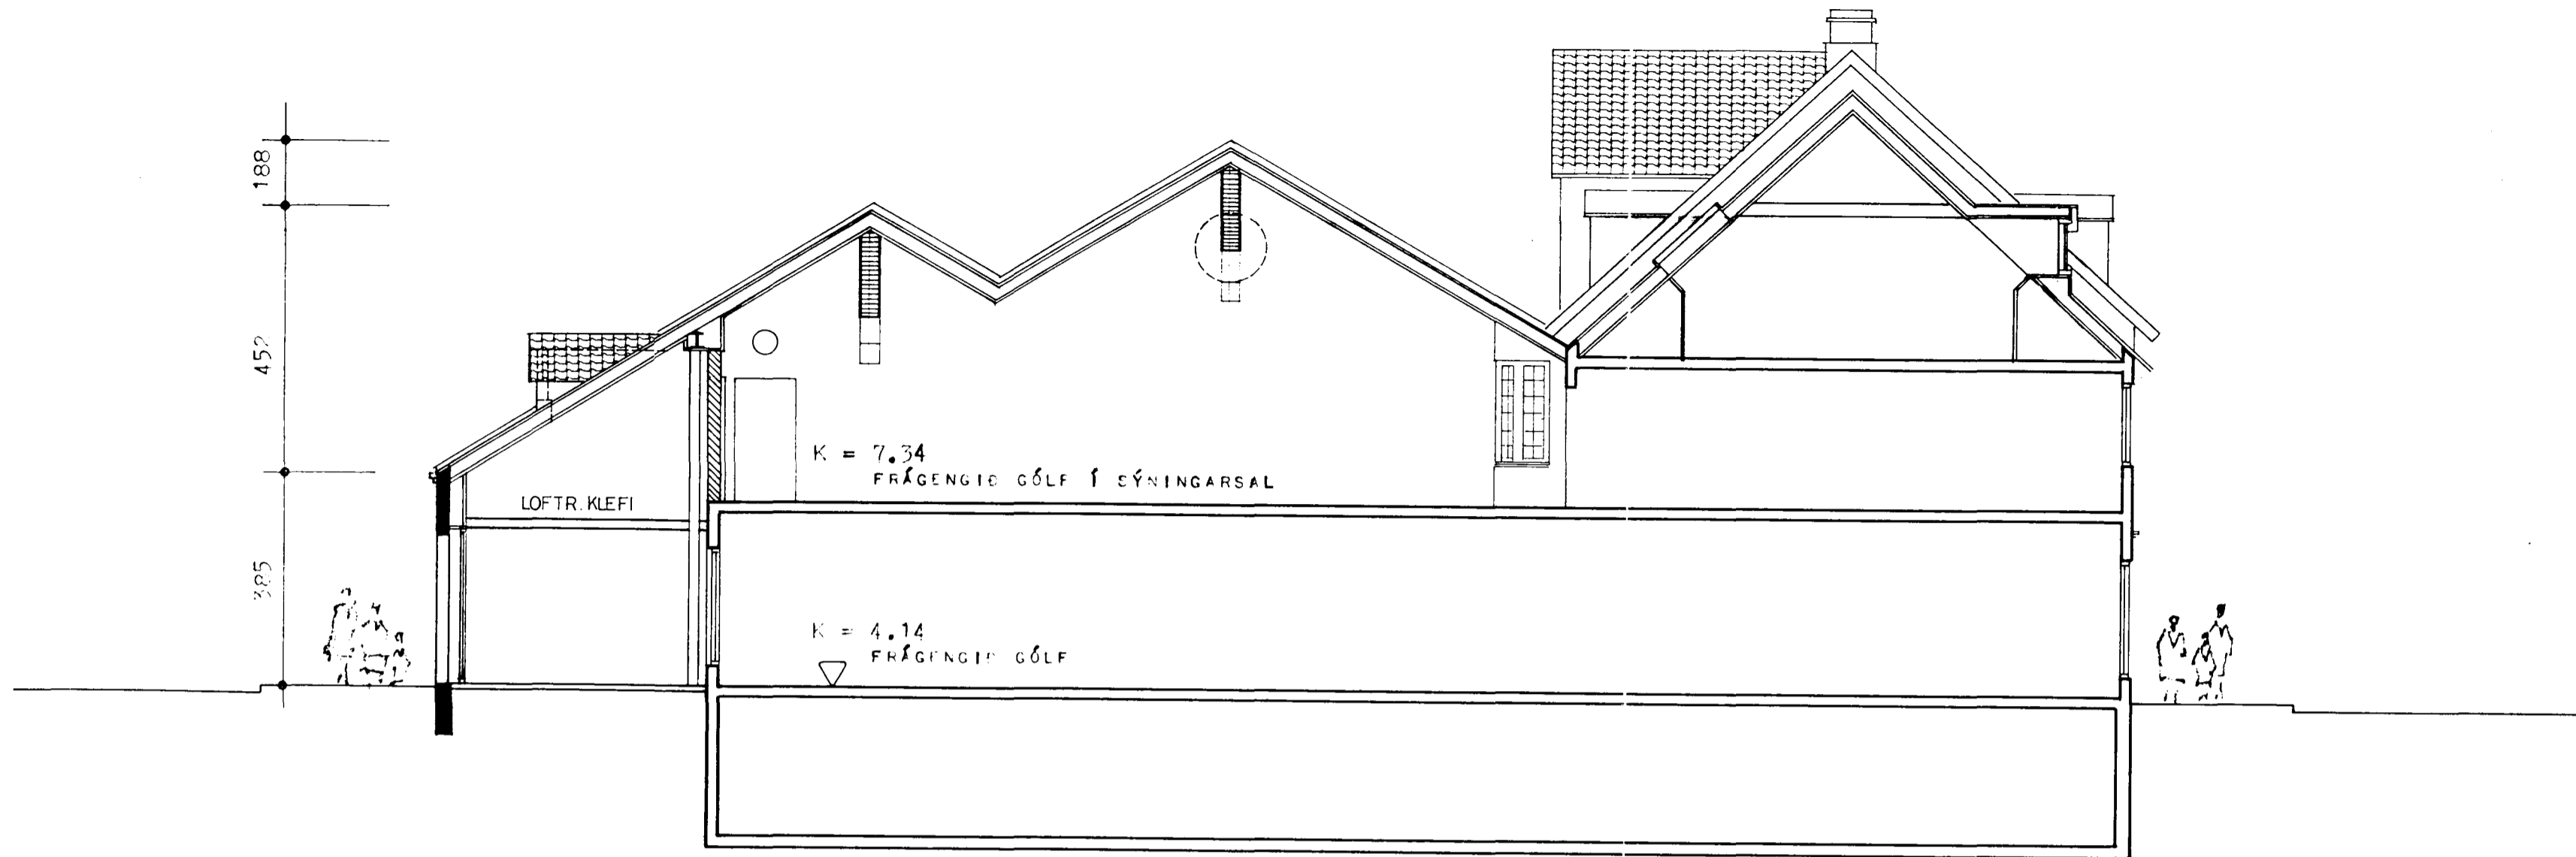 188
452
K = 7.34
FRÁGENGIÐ GÓLF Í SÝNINGARSAL
LOFTR. KLEFI
385
K = 4.14
FRÁGENGIÐ GÓLF